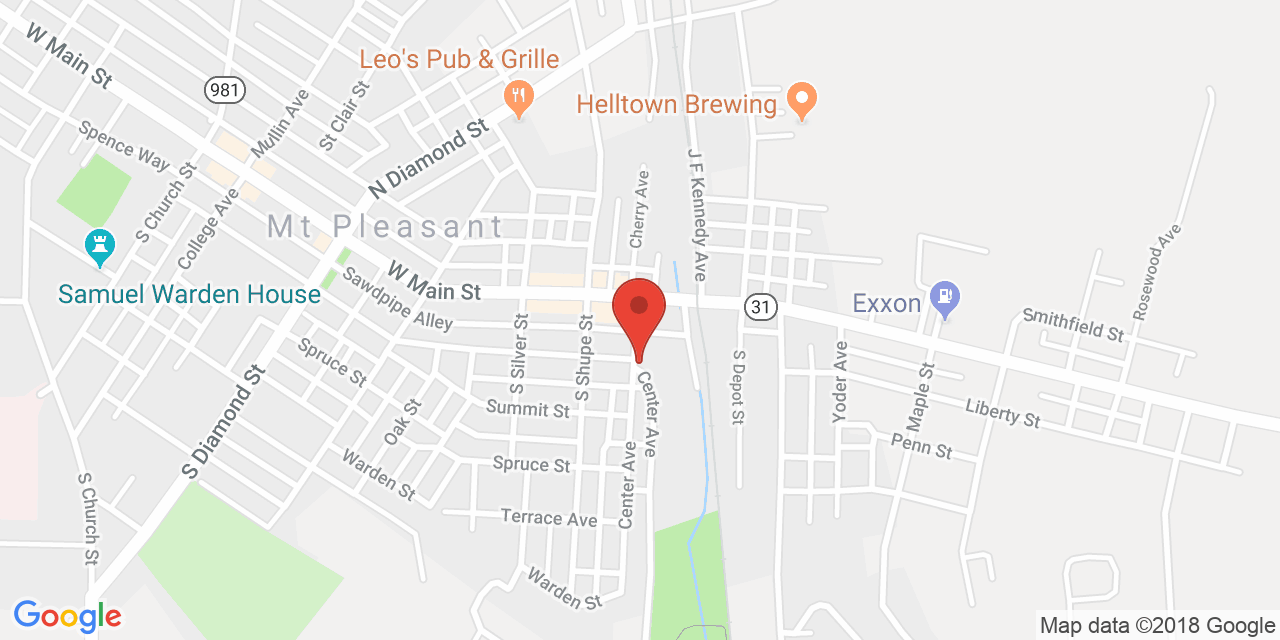 W Main St
981
Leo's Pub & Grille
Helltown Brewing
Mullin Ave
St Clair St
Spence Way
N Diamond St
J F Kennedy Ave
Cherry Ave
S Church St
College Ave
Mt Pleasant
Rosewood Ave
Samuel Warden House
W Main St
Sawdpipe Alley
31
Exxon
Smithfield St
S Silver St
S Shupe St
Spruce St
S Depot St
Yoder Ave
Maple St
Center Ave
Liberty St
S Diamond St
Oak St
Summit St
Penn St
Warden St
Spruce St
Center Ave
S Church St
Terrace Ave
Warden St
Google
Map data ©2018 Google